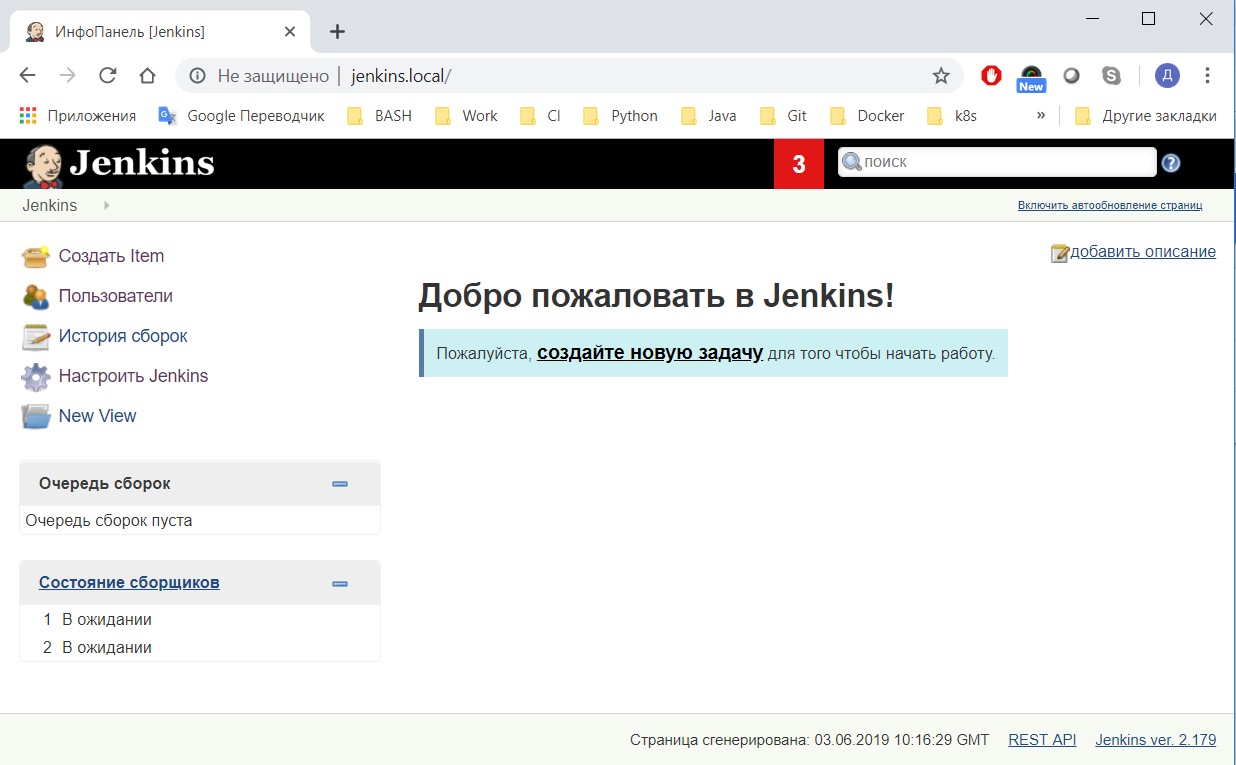 ИнфоПанель [Jenkins]
Не защищено | jenkins.local/
New
Д
Приложения Google Переводчик BASH Work CI Python Java Git Docker k8s » Другие закладки
Jenkins 3 поиск ?
Jenkins Включить автообновление страниц
добавить описание
Создать Item
Пользователи
История сборок
Настроить Jenkins
New View
Добро пожаловать в Jenkins!
Пожалуйста, создайте новую задачу для того чтобы начать работу.
Очередь сборок
Очередь сборок пуста
Состояние сборщиков
1 В ожидании
2 В ожидании
Страница сгенерирована: 03.06.2019 10:16:29 GMT REST API Jenkins ver. 2.179